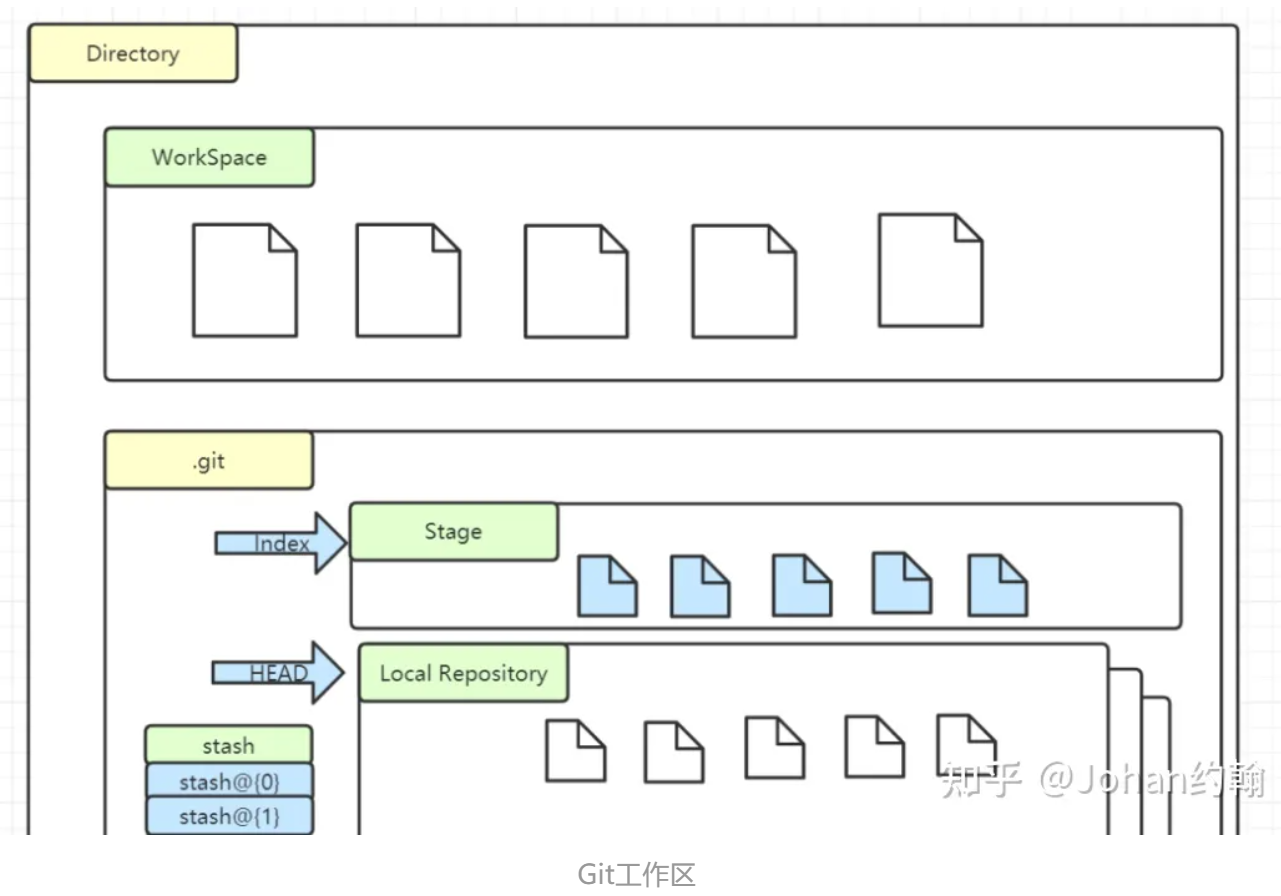 Directory
WorkSpace
.git
Index
Stage
HEAD
Local Repository
stash
stash@{0}
stash@{1}
知乎 @Johan约翰
Git工作区